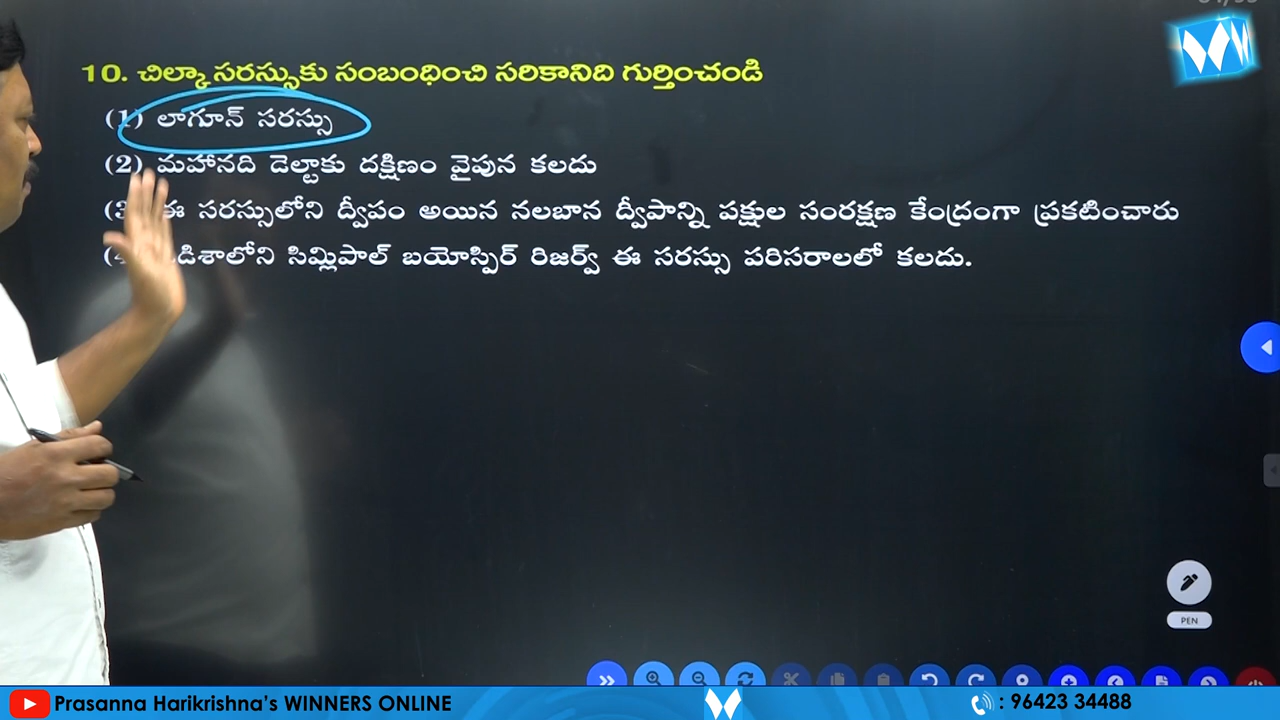 10. చిల్కా సరస్సుకు సంబంధించి సరికానిది గుర్తించండి
(1) లాగూన్ సరస్సు
(2) మహానది డెల్టాకు దక్షిణం వైపున కలదు
ఈ సరస్సులోని ద్వీపం అయిన నలబాన ద్వీపాన్ని పక్షుల సంరక్షణ కేంద్రంగా ప్రకటించారు
సిమ్లిపాల్ బయోస్పిర్ రిజర్వ్ ఈ సరస్సు పరిసరాలలో కలదు.
PEN
Prasanna Harikrishna's WINNERS ONLINE
: 96423 34488